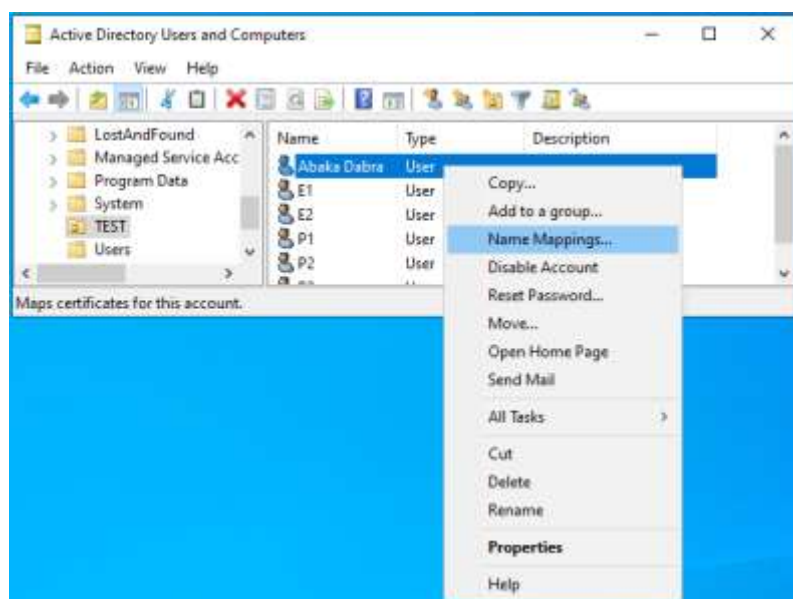 Active Directory Users and Computers
File Action View Help
LostAndFound
Managed Service Acc
Program Data
System
TEST
Users
Name Type Description
Abaka Dabra User
E1 User
E2 User
P1 User
P2 User
Maps certificates for this account.
Copy...
Add to a group...
Name Mappings...
Disable Account
Reset Password...
Move...
Open Home Page
Send Mail
All Tasks
Cut
Delete
Rename
Properties
Help